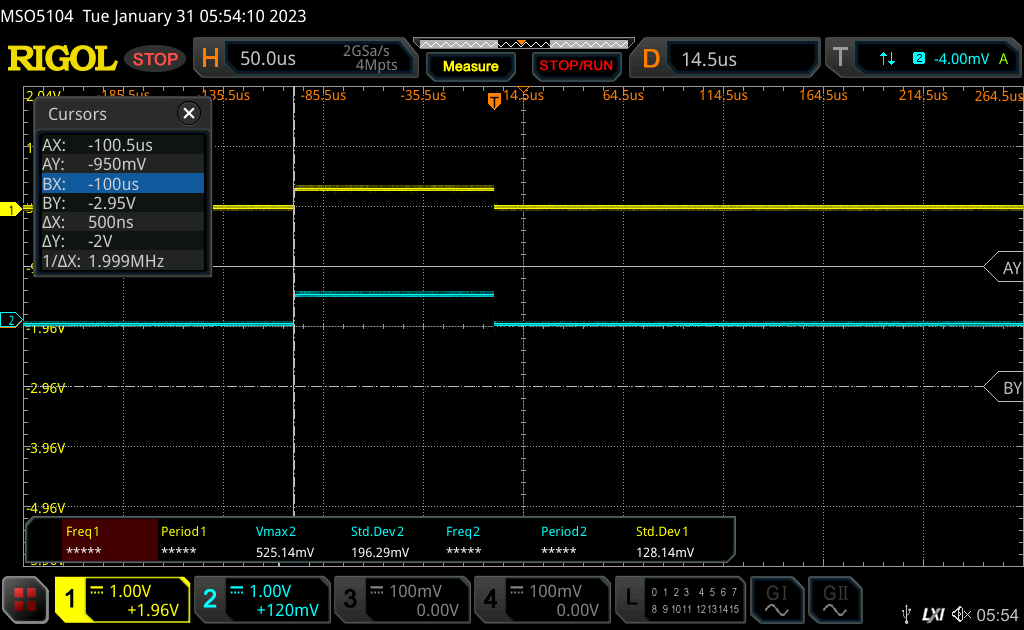 MSO5104 Tue January 31 05:54:10 2023
RIGOL STOP H 50.0us 2GSa/s 4Mpts Measure STOP/RUN D 14.5us T 2 -4.00mV A
2.04V -185.5us -135.5us -85.5us -35.5us T 14.5us 64.5us 114.5us 164.5us 214.5us 264.5us
Cursors
AX: -100.5us
AY: -950mV
BX: -100us
BY: -2.95V
ΔX: 500ns
ΔY: -2V
1/ΔX: 1.999MHz
1
AY
2
-1.96V
-2.96V
BY
-3.96V
-4.96V
Freq1 Period1 Vmax2 Std.Dev2 Freq2 Period2 Std.Dev1
***** ***** 525.14mV 196.29mV ***** ***** 128.14mV
1 1.00V +1.96V
2 1.00V +120mV
3 100mV 0.00V
4 100mV 0.00V
L 0 1 2 3 4 5 6 7
8 9 10 11 12 13 14 15
GI
GII
LXI 05:54